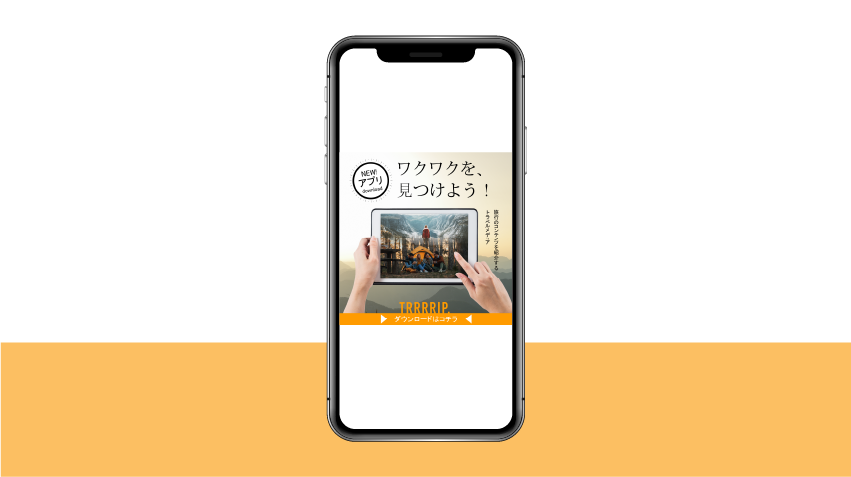 NEW!
アプリ
download
ワクワクを、
見つけよう！
旅行のコンテンツを紹介する
トラベルメディア
TRRRRIP.
ダウンロードはコチラ